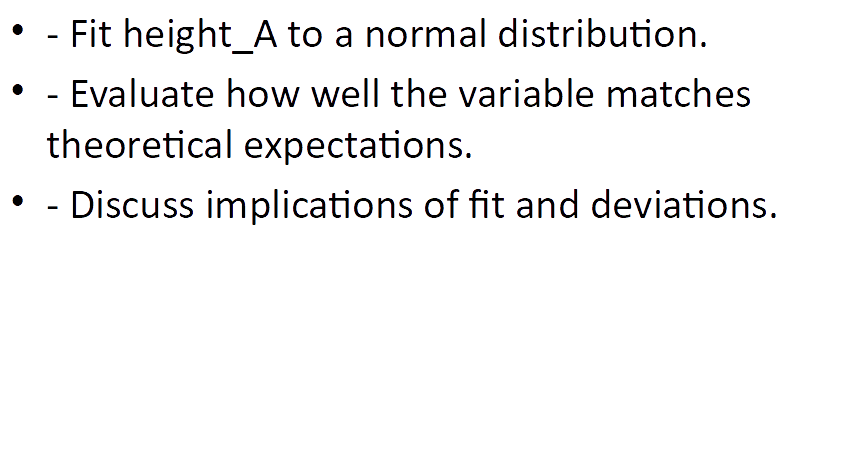 • - Fit height_A to a normal distribution.
• - Evaluate how well the variable matches
theoretical expectations.
• - Discuss implications of fit and deviations.